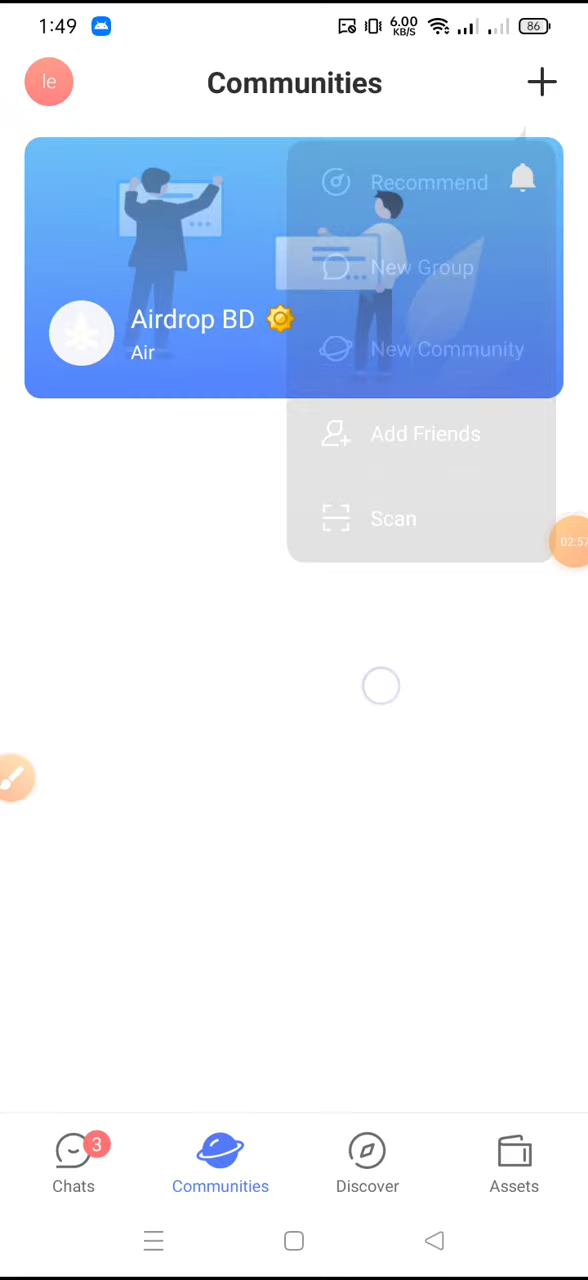 1:49
6.00
KB/S
86
le
Communities
Recommend
New Group
New Community
Airdrop BD
Air
Add Friends
Scan
02:57
3
Chats
Communities
Discover
Assets